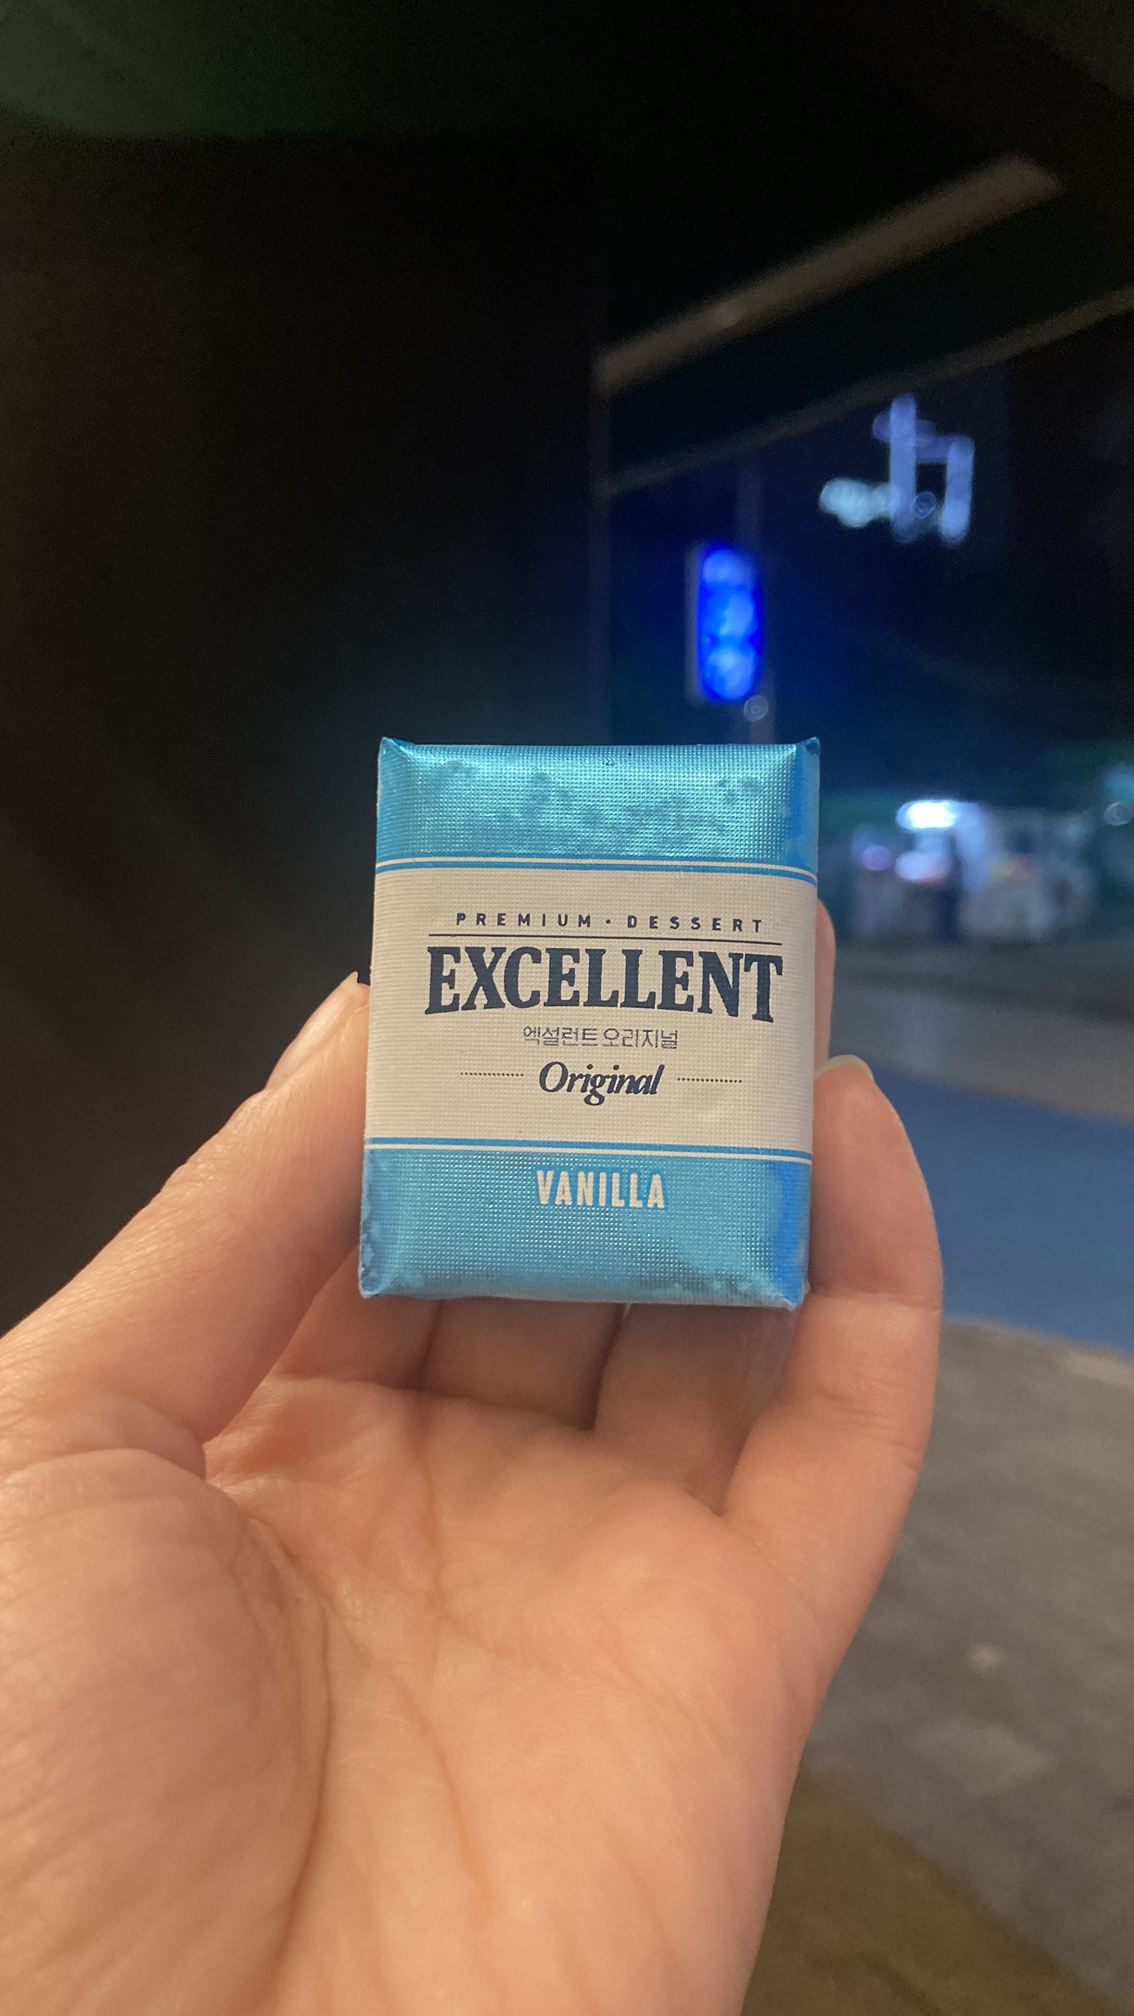 PREMIUM · DESSERT
EXCELLENT
엑설런트 오리지널
Original
VANILLA